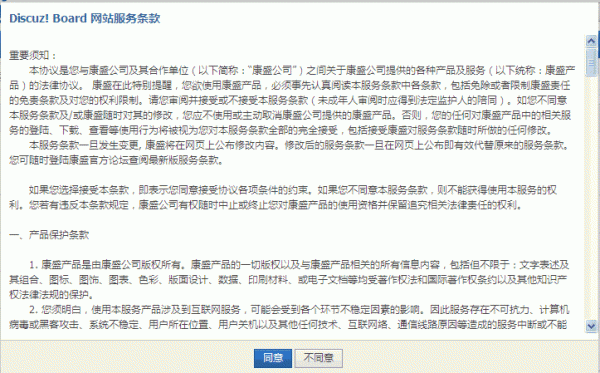 Discuz! Board 网站服务条款
重要须知：
本协议是您与康盛公司及其合作单位（以下简称：“康盛公司”）之间关于康盛公司提供的各种产品及服务（以下统称：康盛产
品）的法律协议。 康盛在此特别提醒，您欲使用康盛产品，必须事先认真阅读本服务条款中各条款，包括免除或者限制康盛责任
的免责条款及对您的权利限制。请您审阅并接受或不接受本服务条款（未成年人审阅时应得到法定监护人的陪同）。如您不同意
本服务条款及/或康盛随时对其的修改，您应不使用或主动取消康盛公司提供的康盛产品。否则，您的任何对康盛产品中的相关服
务的登陆、下载、查看等使用行为将被视为您对本服务条款全部的完全接受，包括接受康盛对服务条款随时所做的任何修改。
本服务条款一旦发生变更, 康盛将在网页上公布修改内容。修改后的服务条款一旦在网页上公布即有效代替原来的服务条款。
您可随时登陆康盛官方论坛查阅最新版服务条款。
如果您选择接受本条款，即表示您同意接受协议各项条件的约束。如果您不同意本服务条款，则不能获得使用本服务的权
利。您若有违反本条款规定，康盛公司有权随时中止或终止您对康盛产品的使用资格并保留追究相关法律责任的权利。
一、产品保护条款
1. 康盛产品是由康盛公司版权所有。康盛产品的一切版权以及与康盛产品相关的所有信息内容，包括但不限于：文字表述及
其组合、图标、图饰、图表、色彩、版面设计、数据、印刷材料、或电子文档等均受著作权法和国际著作权条约以及其他知识产
权法律法规的保护。
2. 您须明白，使用本服务产品涉及到互联网服务，可能会受到各个环节不稳定因素的影响。因此服务存在不可抗力、计算机
病毒或黑客攻击、系统不稳定、用户所在位置、用户关机以及其他任何技术、互联网络、通信线路原因等造成的服务中断或不能
同意
不同意